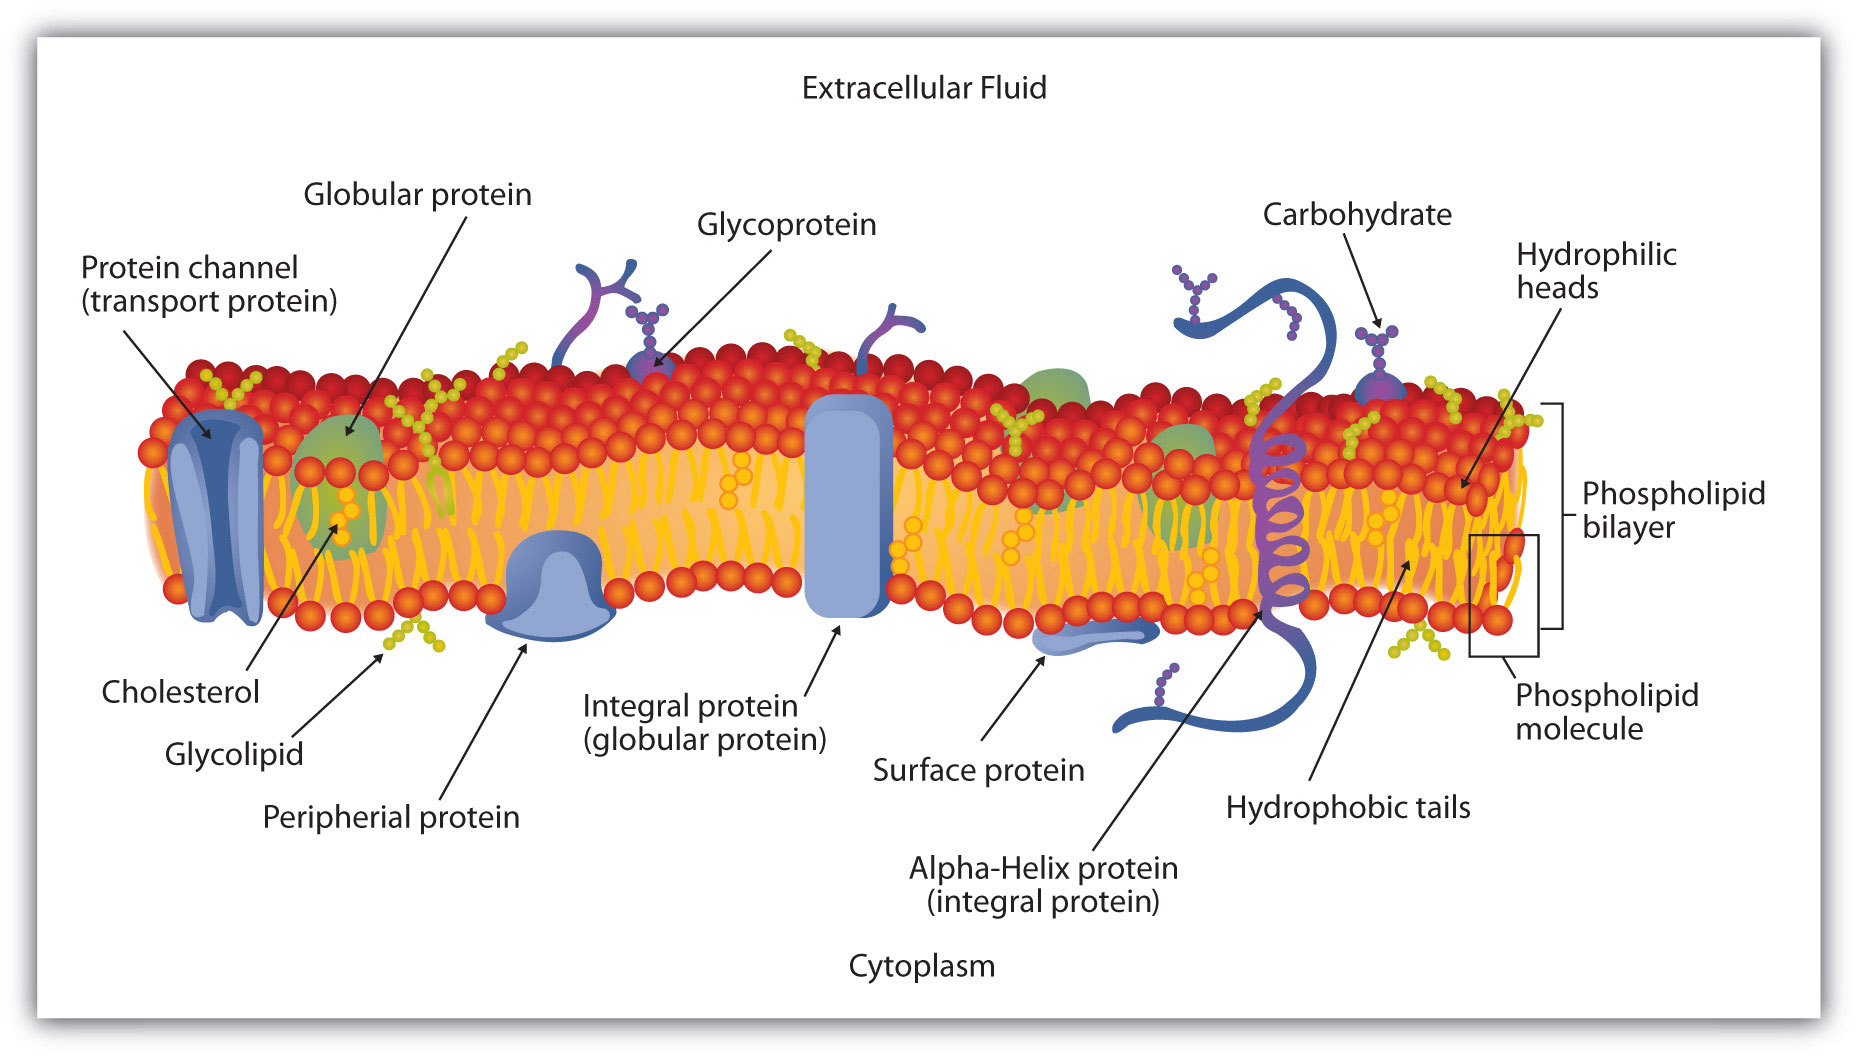 Extracellular Fluid
Globular protein
Glycoprotein
Carbohydrate
Hydrophilic
heads
Protein channel
(transport protein)
Phospholipid
bilayer
Cholesterol
Glycolipid
Peripherial protein
Integral protein
(globular protein)
Surface protein
Alpha-Helix protein
(integral protein)
Hydrophobic tails
Phospholipid
molecule
Cytoplasm